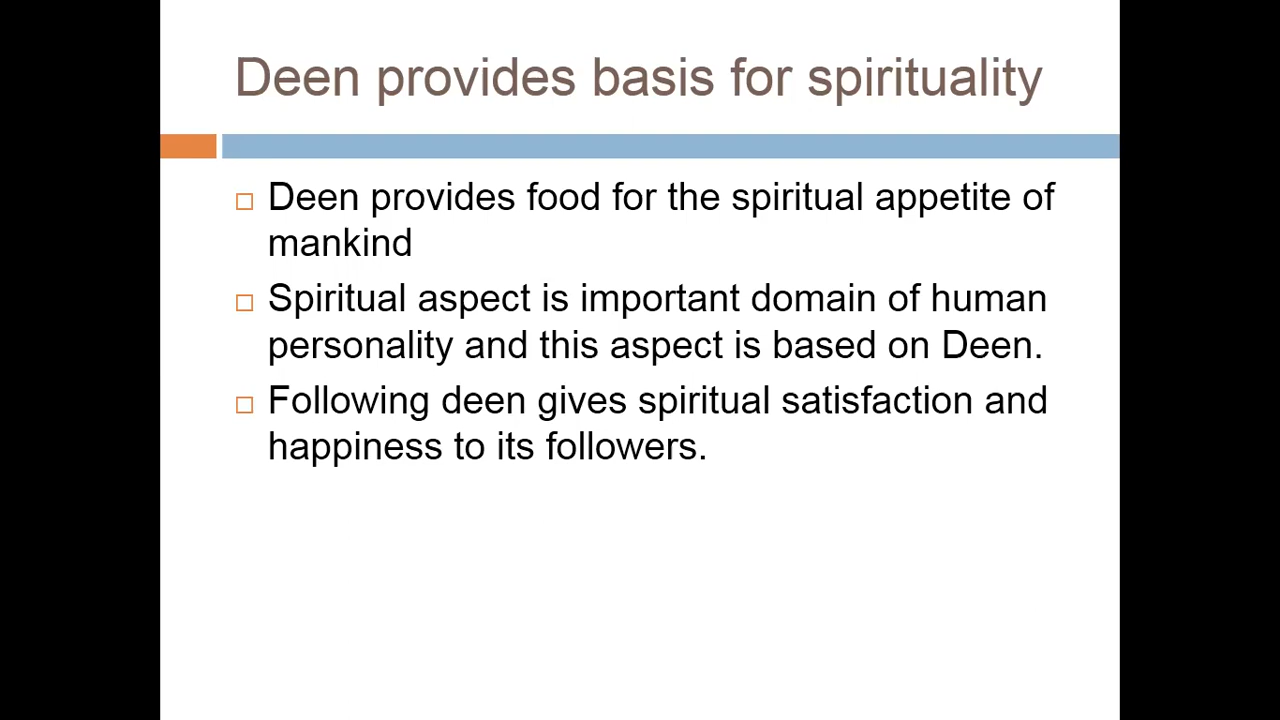 Deen provides basis for spirituality
Deen provides food for the spiritual appetite of
mankind
Spiritual aspect is important domain of human
personality and this aspect is based on Deen.
Following deen gives spiritual satisfaction and
happiness to its followers.